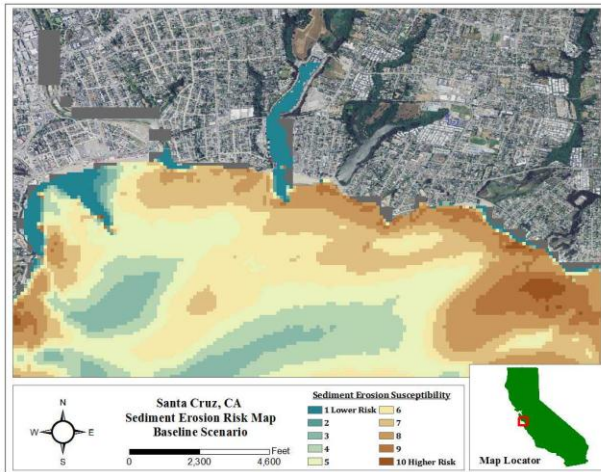 N
W
E
S
Santa Cruz, CA
Sediment Erosion Risk Map
Baseline Scenario
Feet
0
2,300
4,600
Sediment Erosion Susceptibility
1 Lower Risk
2
3
4
5
6
7
8
9
10 Higher Risk
Map Locator